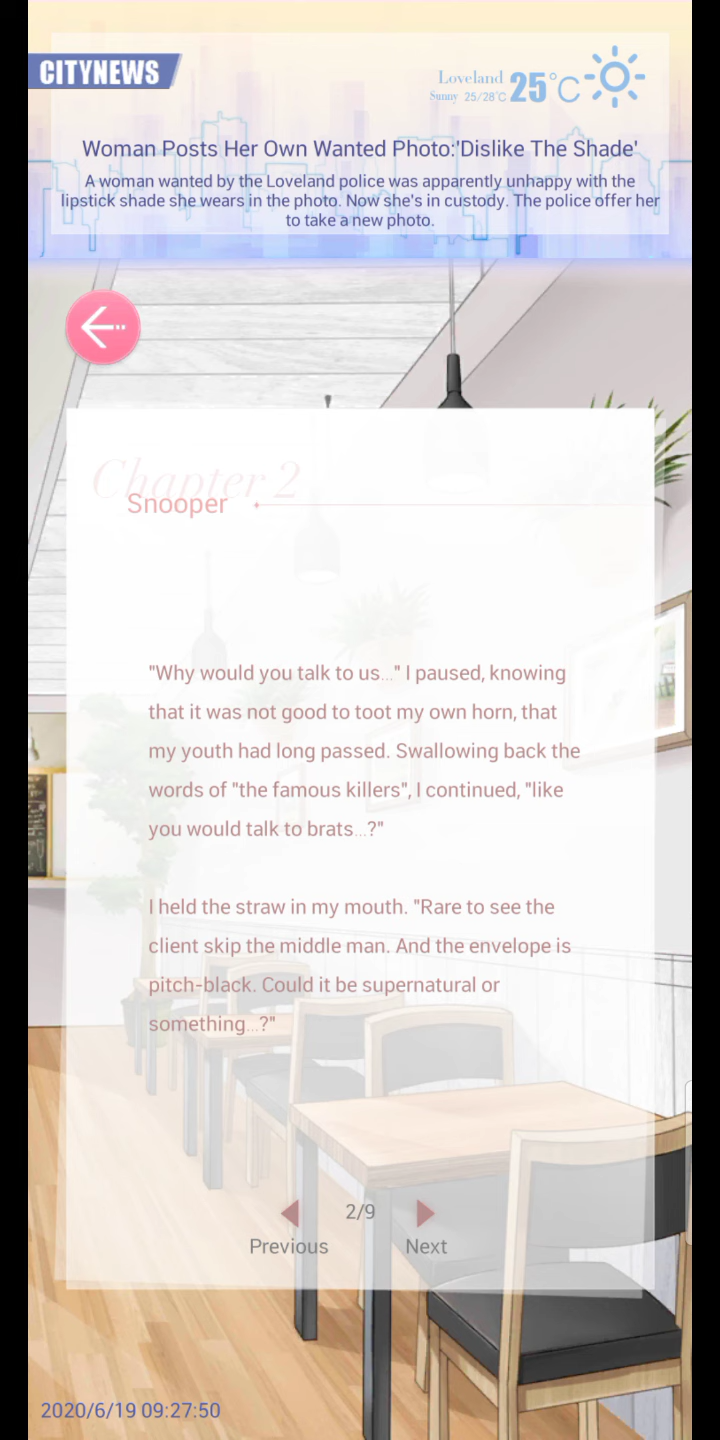 CITYNEWS
Loveland
Sunny 25/28°C
25°C
Woman Posts Her Own Wanted Photo:'Dislike The Shade'
A woman wanted by the Loveland police was apparently unhappy with the
lipstick shade she wears in the photo. Now she's in custody. The police offer her
to take a new photo.
Chapter 2
Snooper
"Why would you talk to us..." I paused, knowing
that it was not good to toot my own horn, that
my youth had long passed. Swallowing back the
words of "the famous killers", I continued, "like
you would talk to brats...?"
I held the straw in my mouth. "Rare to see the
client skip the middle man. And the envelope is
pitch-black. Could it be supernatural or
something...?"
2/9
Previous Next
2020/6/19 09:27:50